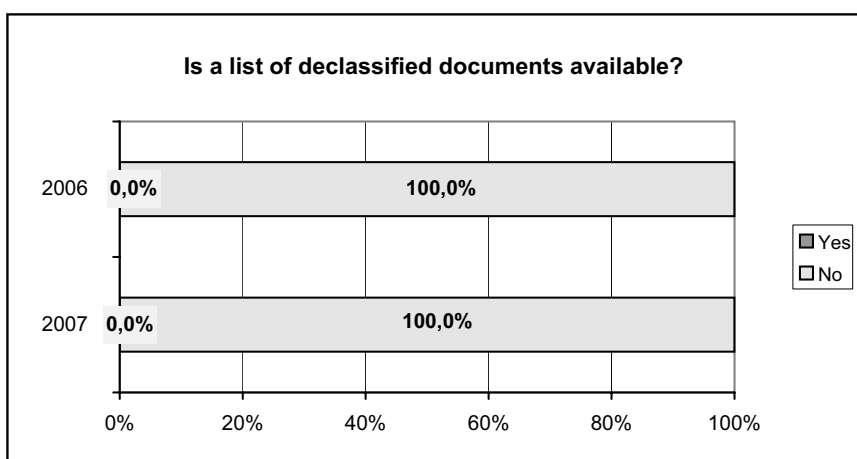 Is a list of declassified documents available?
2006 0,0% 100,0%
Yes
No
2007 0,0% 100,0%
0% 20% 40% 60% 80% 100%